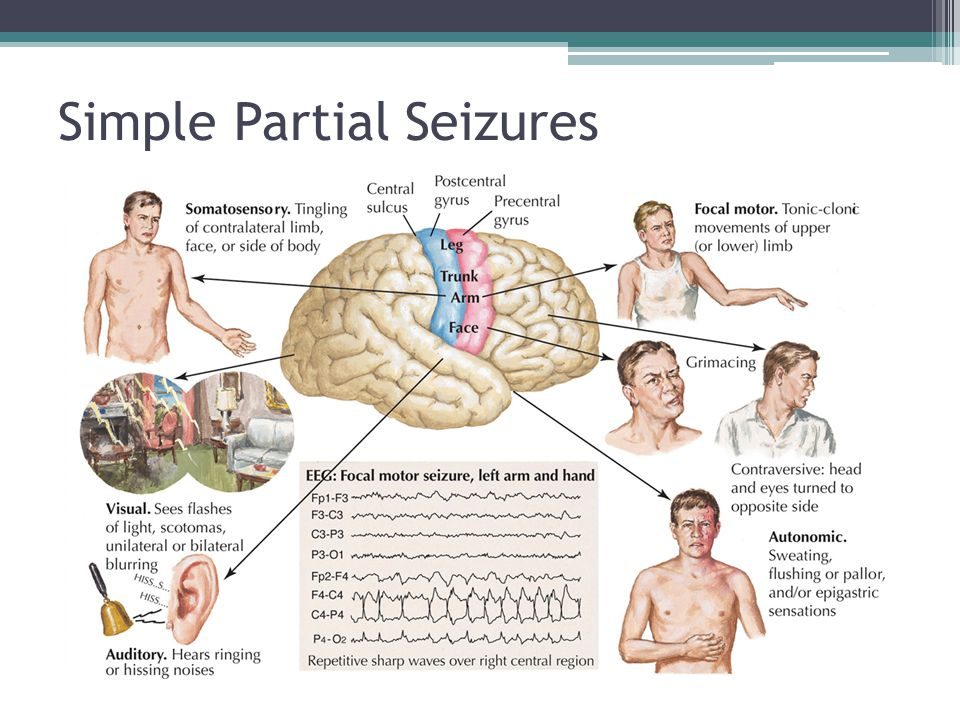 Simple Partial Seizures
Somatosensory. Tingling
of contralateral limb,
face, or side of body
Central
sulcus
Postcentral
gyrus
Precentral
gyrus
Focal motor. Tonic-clonic
movements of upper
(or lower) limb
Leg
Trunk
Arm
Face
Grimacing
Contraversive: head
and eyes turned to
opposite side
Visual. Sees flashes
of light, scotomas,
unilateral or bilateral
blurring
HISS..S...
HISS....
Auditory. Hears ringing
or hissing noises
EEG: Focal motor seizure, left arm and hand
Fp1-F3
F3-C3
C3-P3
P3-O1
Fp2-F4
F4-C4
C4-P4
P4-O2
Repetitive sharp waves over right central region
Autonomic.
Sweating,
flushing or pallor,
and/or epigastric
sensations